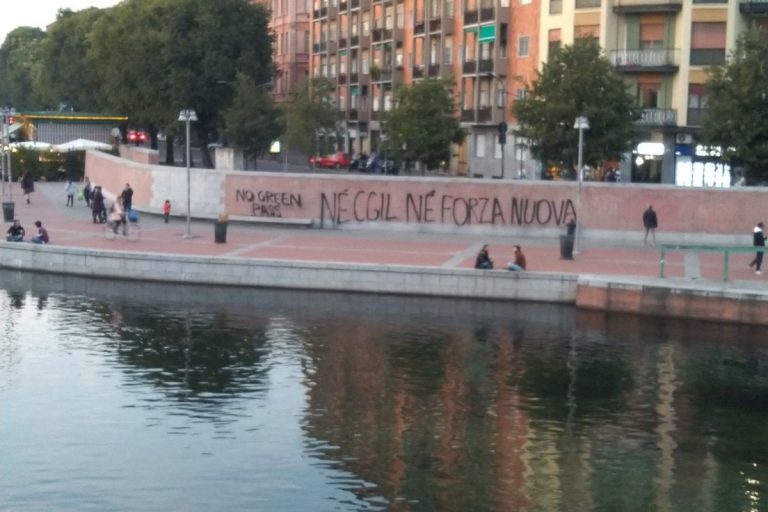 NO GREEN
PASS
NÉ CGIL NÉ FORZA NUOVA